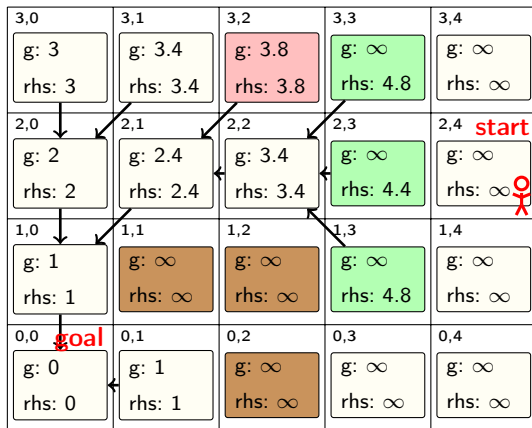 3,0 3,1 3,2 3,3 3,4
g: 3 g: 3.4 g: 3.8 g: ∞ g: ∞
rhs: 3 rhs: 3.4 rhs: 3.8 rhs: 4.8 rhs: ∞
2,0 2,1 2,2 2,3 2,4 start
g: 2 g: 2.4 g: 3.4 g: ∞ g: ∞
rhs: 2 rhs: 2.4 rhs: 3.4 rhs: 4.4 rhs: ∞
1,0 1,1 1,2 1,3 1,4
g: 1 g: ∞ g: ∞ g: ∞ g: ∞
rhs: 1 rhs: ∞ rhs: ∞ rhs: 4.8 rhs: ∞
0,0 goal 0,1 0,2 0,3 0,4
g: 0 g: 1 g: ∞ g: ∞ g: ∞
rhs: 0 rhs: 1 rhs: ∞ rhs: ∞ rhs: ∞